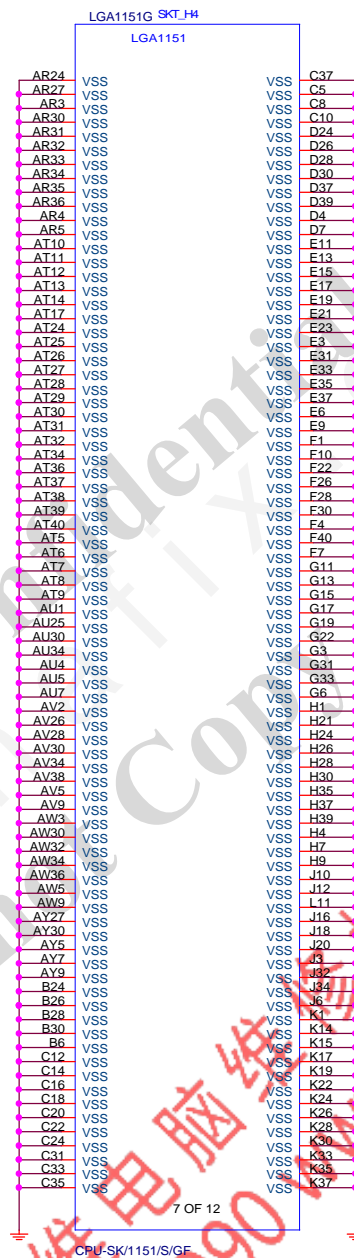 LGA1151G SKT_H4
LGA1151
AR24 VSS VSS C37
AR27 VSS VSS C5
AR3 VSS VSS C8
AR30 VSS VSS C10
AR31 VSS VSS D24
AR32 VSS VSS D26
AR33 VSS VSS D28
AR34 VSS VSS D30
AR35 VSS VSS D37
AR36 VSS VSS D39
AR4 VSS VSS D4
AR5 VSS VSS D7
AT10 VSS VSS E11
AT11 VSS VSS E13
AT12 VSS VSS E15
AT13 VSS VSS E17
AT14 VSS VSS E19
AT17 VSS VSS E21
AT24 VSS VSS E23
AT25 VSS VSS E3
AT26 VSS VSS E31
AT27 VSS VSS E33
AT28 VSS VSS E35
AT29 VSS VSS E37
AT30 VSS VSS E6
AT31 VSS VSS E9
AT32 VSS VSS F1
AT34 VSS VSS F10
AT36 VSS VSS F22
AT37 VSS VSS F26
AT38 VSS VSS F28
AT39 VSS VSS F30
AT40 VSS VSS F4
AT5 VSS VSS F40
AT6 VSS VSS F7
AT7 VSS VSS G11
AT8 VSS VSS G13
AT9 VSS VSS G15
AU1 VSS VSS G17
AU25 VSS VSS G19
AU30 VSS VSS G22
AU34 VSS VSS G3
AU4 VSS VSS G31
AU5 VSS VSS G33
AU7 VSS VSS G6
AV2 VSS VSS H1
AV26 VSS VSS H21
AV28 VSS VSS H24
AV30 VSS VSS H26
AV34 VSS VSS H28
AV38 VSS VSS H30
AV5 VSS VSS H35
AV9 VSS VSS H37
AW3 VSS VSS H39
AW30 VSS VSS H4
AW32 VSS VSS H7
AW34 VSS VSS H9
AW36 VSS VSS J10
AW5 VSS VSS J12
AW9 VSS VSS L11
AY27 VSS VSS J16
AY30 VSS VSS J18
AY5 VSS VSS J20
AY7 VSS VSS J3
AY9 VSS VSS J32
B24 VSS VSS J34
B26 VSS VSS J6
B28 VSS VSS K1
B30 VSS VSS K14
B6 VSS VSS K15
C12 VSS VSS K17
C14 VSS VSS K19
C16 VSS VSS K22
C18 VSS VSS K24
C20 VSS VSS K26
C22 VSS VSS K28
C24 VSS VSS K30
C31 VSS VSS K33
C33 VSS VSS K35
C35 VSS VSS K37
7 OF 12
CPU-SK/1151/S/GF
Confidential
not Copy
维电脑维修